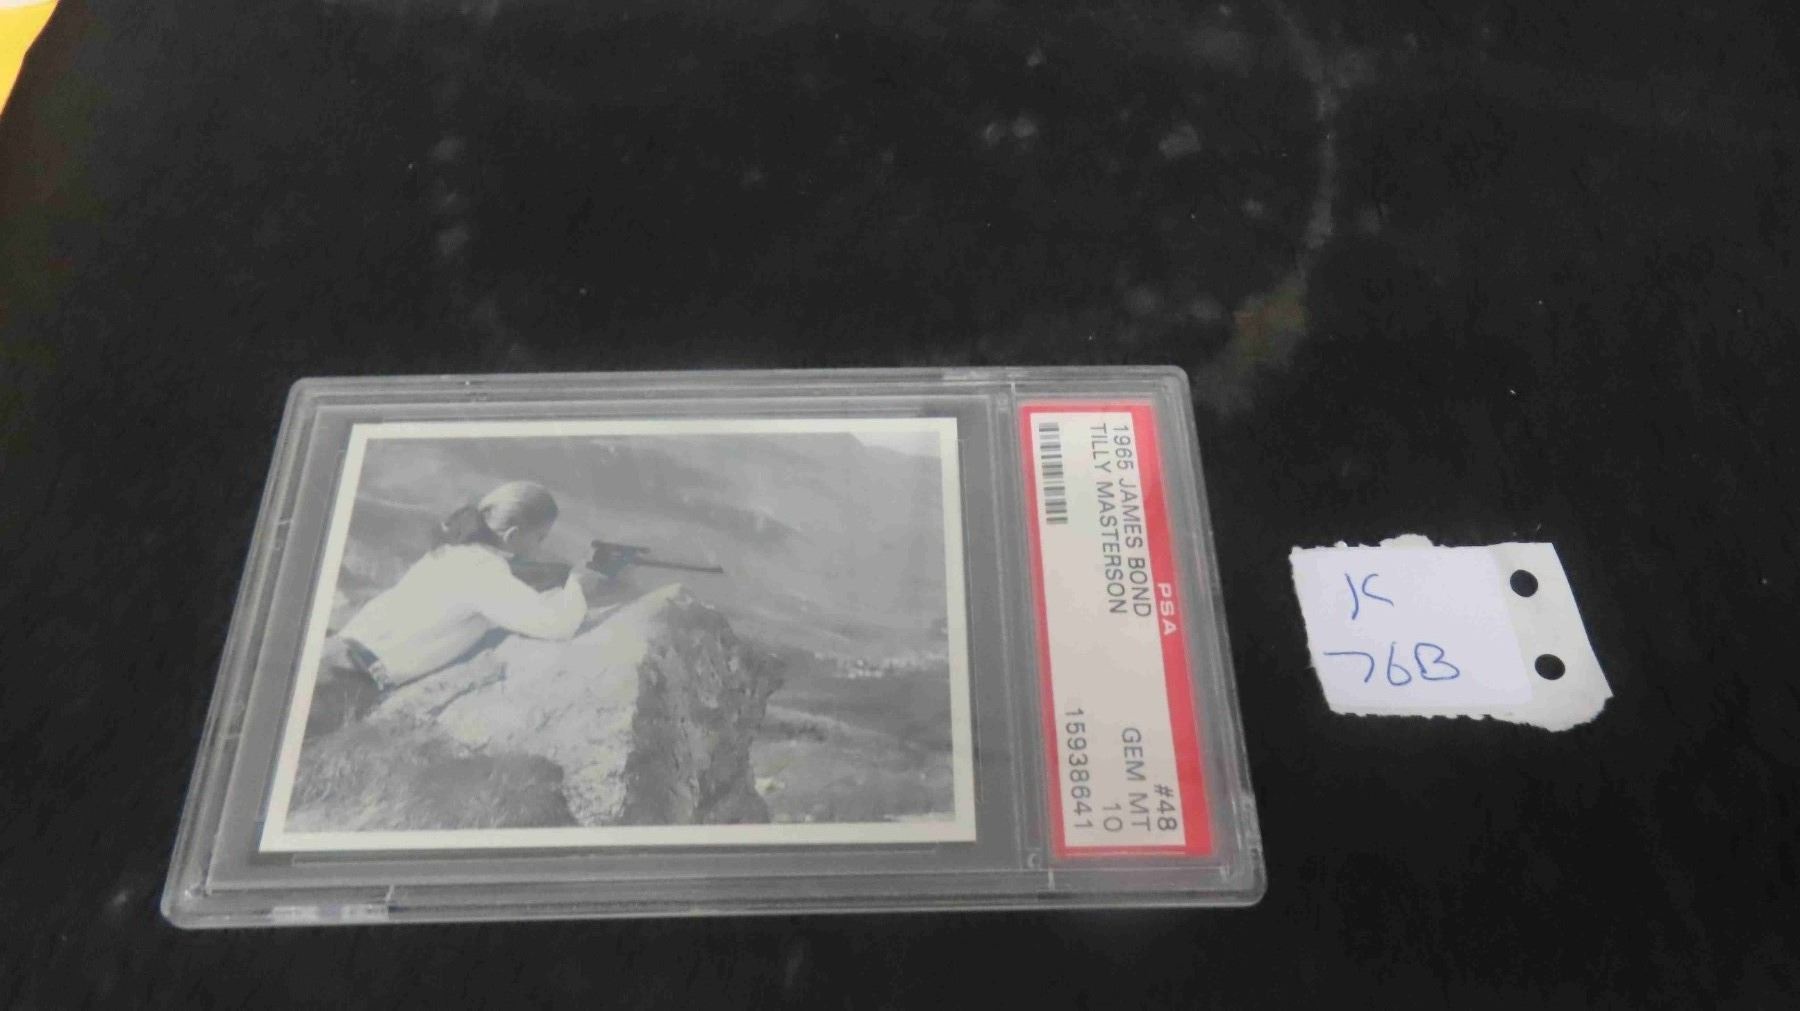 PSA
1965 JAMES BOND #48
TILLY MASTERSON GEM MT
10
15938641
K
76B